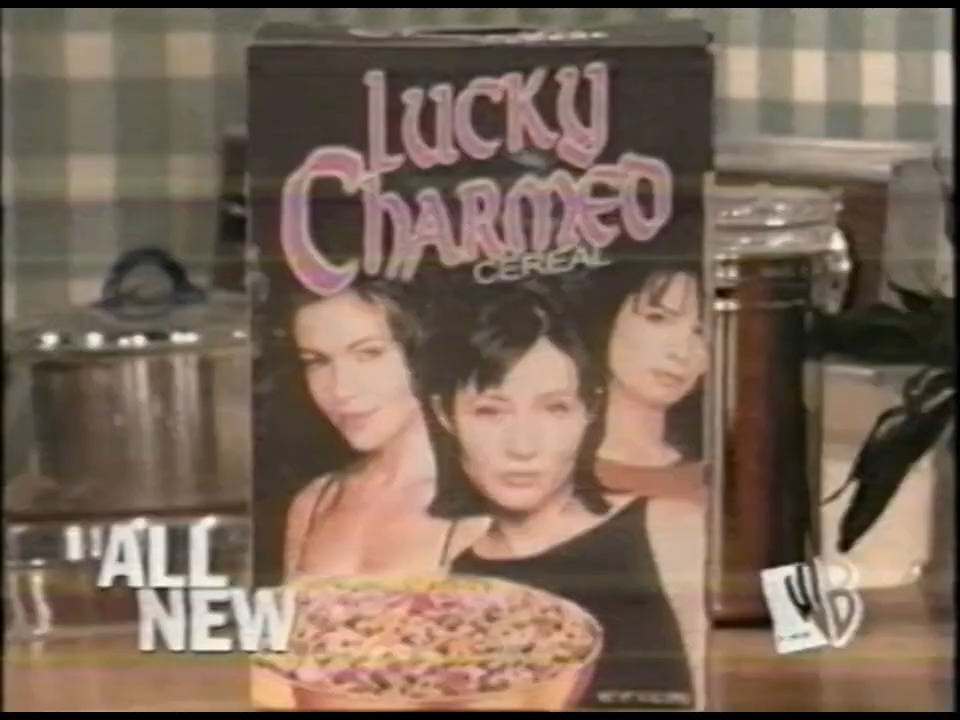 LUCKY
CHARMED
CEREAL
"ALL
NEW
WB